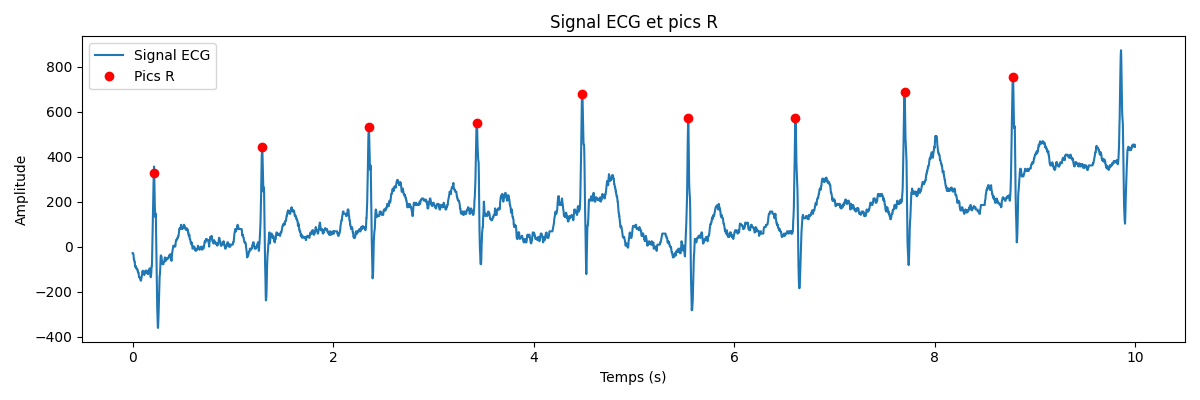 Signal ECG et pics R
Signal ECG
Pics R
Amplitude
800
600
400
200
0
−200
−400
0
2
4
6
8
10
Temps (s)